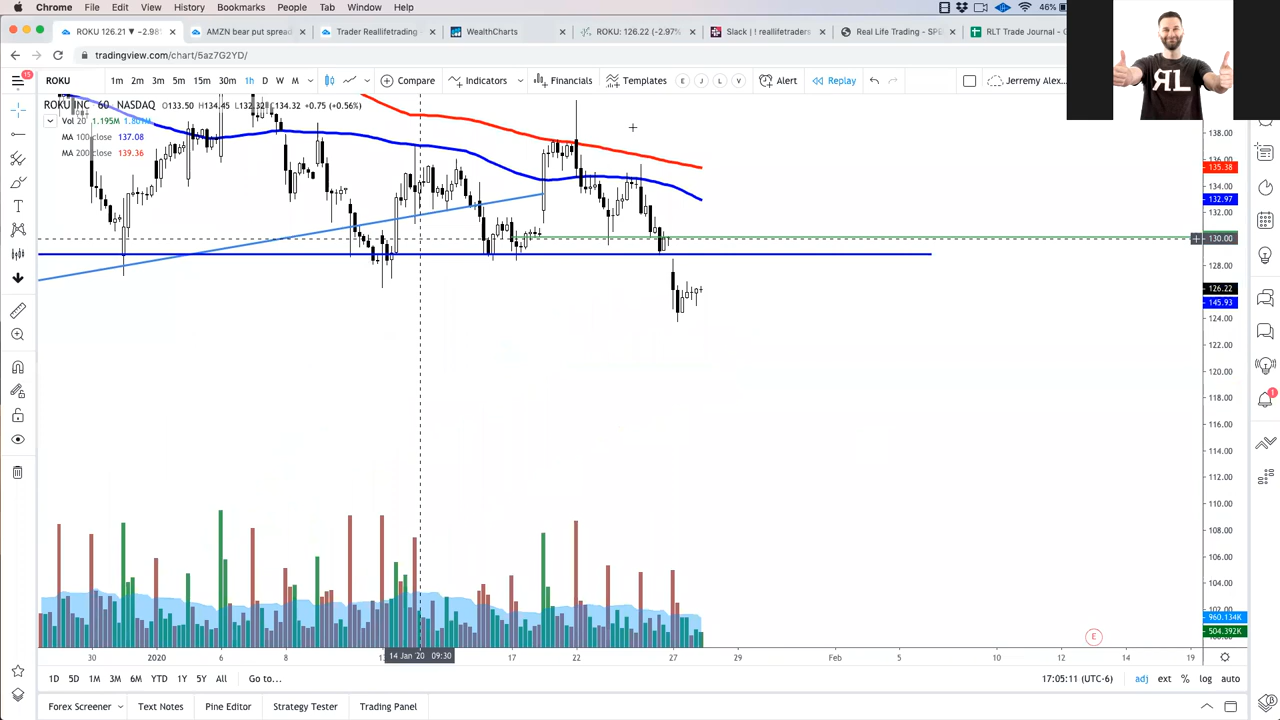 Chrome File Edit View History Bookmarks People Tab Window Help 46%
ROKU 126.21 ▼ −2.98% AMZN bear put spread Trader Reallifetrading WealthCharts ROKU: 126.22 (-2.97% Slack | ! reallifetraders Real Life Trading - SPE RLT Trade Journal - G
tradingview.com/chart/5az7G2YD/
15 ROKU 1m 2m 3m 5m 15m 30m 1h D W M Compare Indicators Financials Templates E J L V Alert Replay Jerremy Alex...
ROKU INC 60 NASDAQ O133.50 H134.45 L132.32 C134.32 +0.75 (+0.56%)
Vol 20 1.195M 1.809M
MA 100 close 137.08
MA 200 close 139.36
RL
138.00
136.00
135.38
134.00
132.97
132.00
130.00
128.00
126.22
145.93
124.00
122.00
120.00
118.00
116.00
114.00
112.00
110.00
108.00
106.00
104.00
102.00
960.134K
504.392K
1
E
30 2020 6 8 14 Jan '20 09:30 17 22 27 29 Feb 5 10 12 14 19
1D 5D 1M 3M 6M YTD 1Y 5Y All Go to... 17:05:11 (UTC-6) adj ext % log auto
Forex Screener Text Notes Pine Editor Strategy Tester Trading Panel